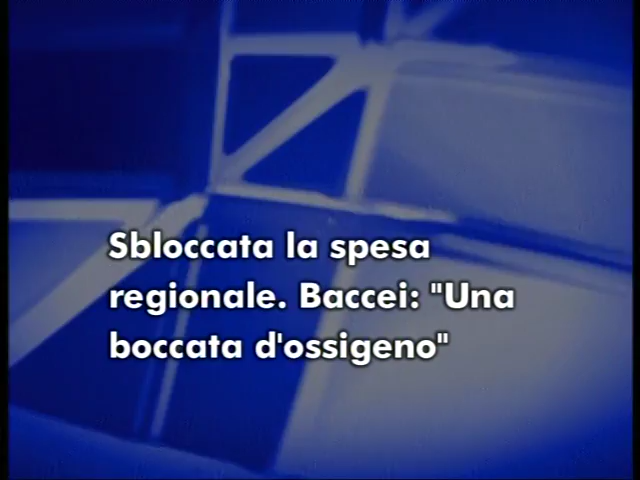 Sbloccata la spesa
regionale. Baccei: "Una
boccata d'ossigeno"